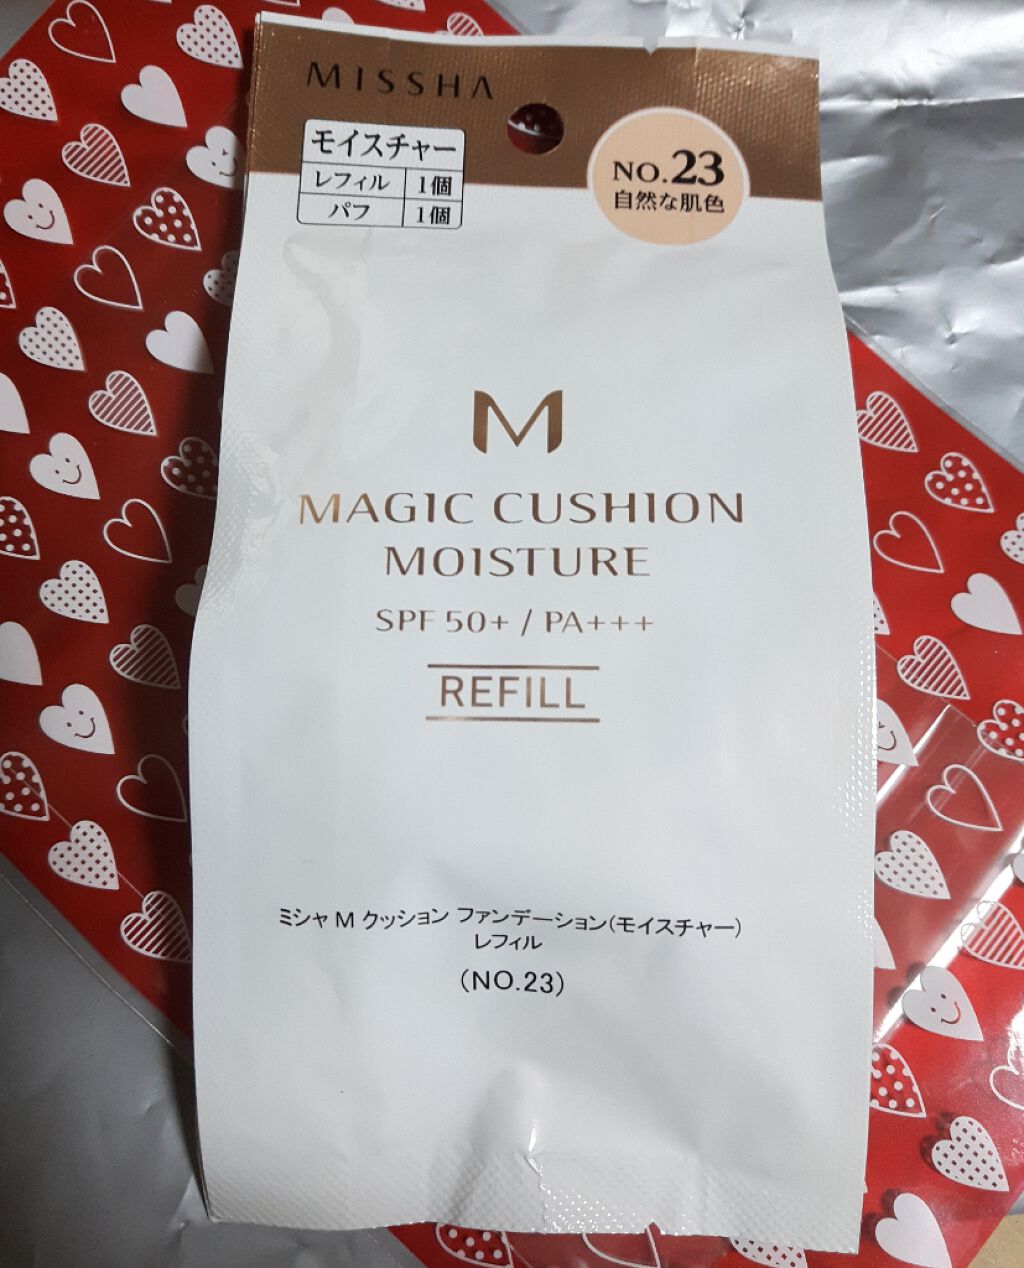 MISSHA
モイスチャー
レフィル 1個
パフ 1個
NO.23
自然な肌色
M
MAGIC CUSHION
MOISTURE
SPF 50+ / PA+++
REFILL
ミシャ M クッション ファンデーション(モイスチャー)
レフィル
(NO.23)